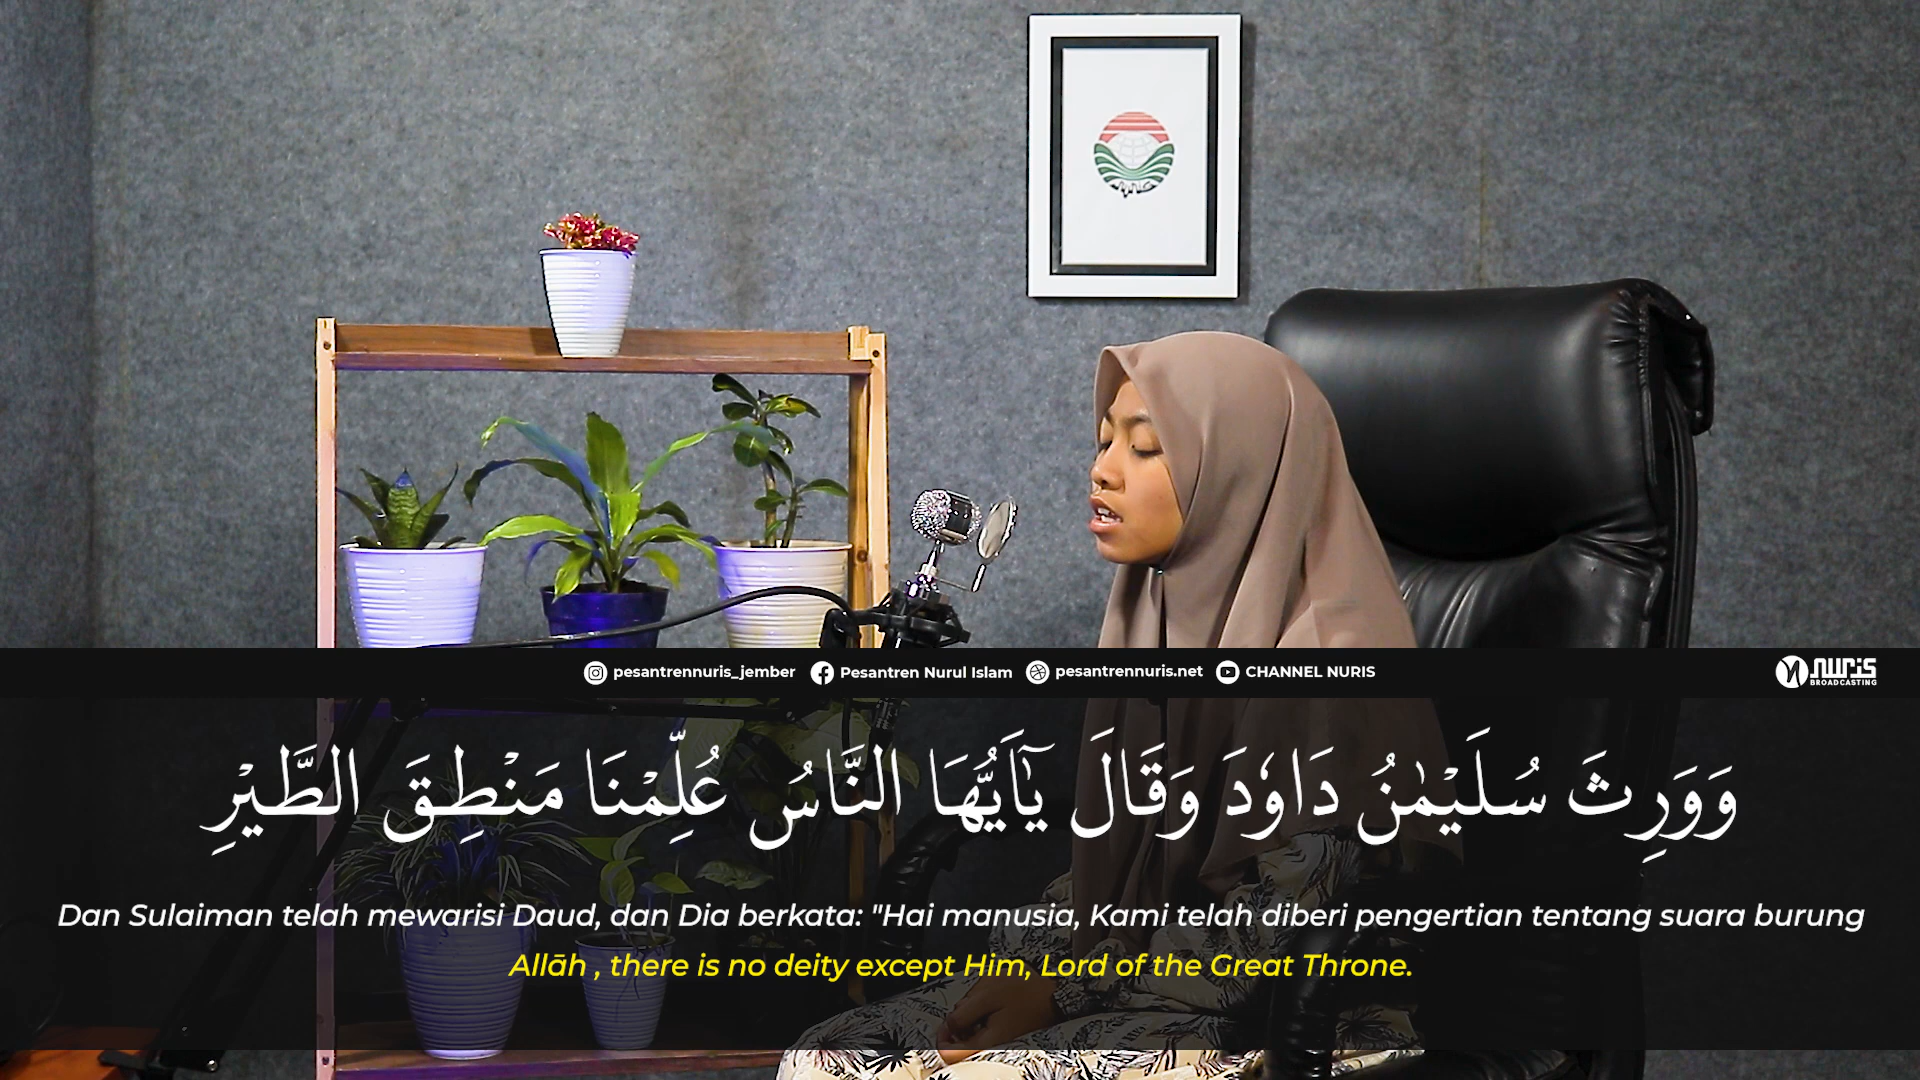 pesantrennuris_jember Pesantren Nurul Islam pesantrennuris.net CHANNEL NURIS NURIS BROADCASTING
وَوَرِثَ سُلَيْمٰنُ دَاوٗدَ وَقَالَ يٰٓاَيُّهَا النَّاسُ عُلِّمْنَا مَنْطِقَ الطَّيْرِ
Dan Sulaiman telah mewarisi Daud, dan Dia berkata: "Hai manusia, Kami telah diberi pengertian tentang suara burung
Allāh , there is no deity except Him, Lord of the Great Throne.